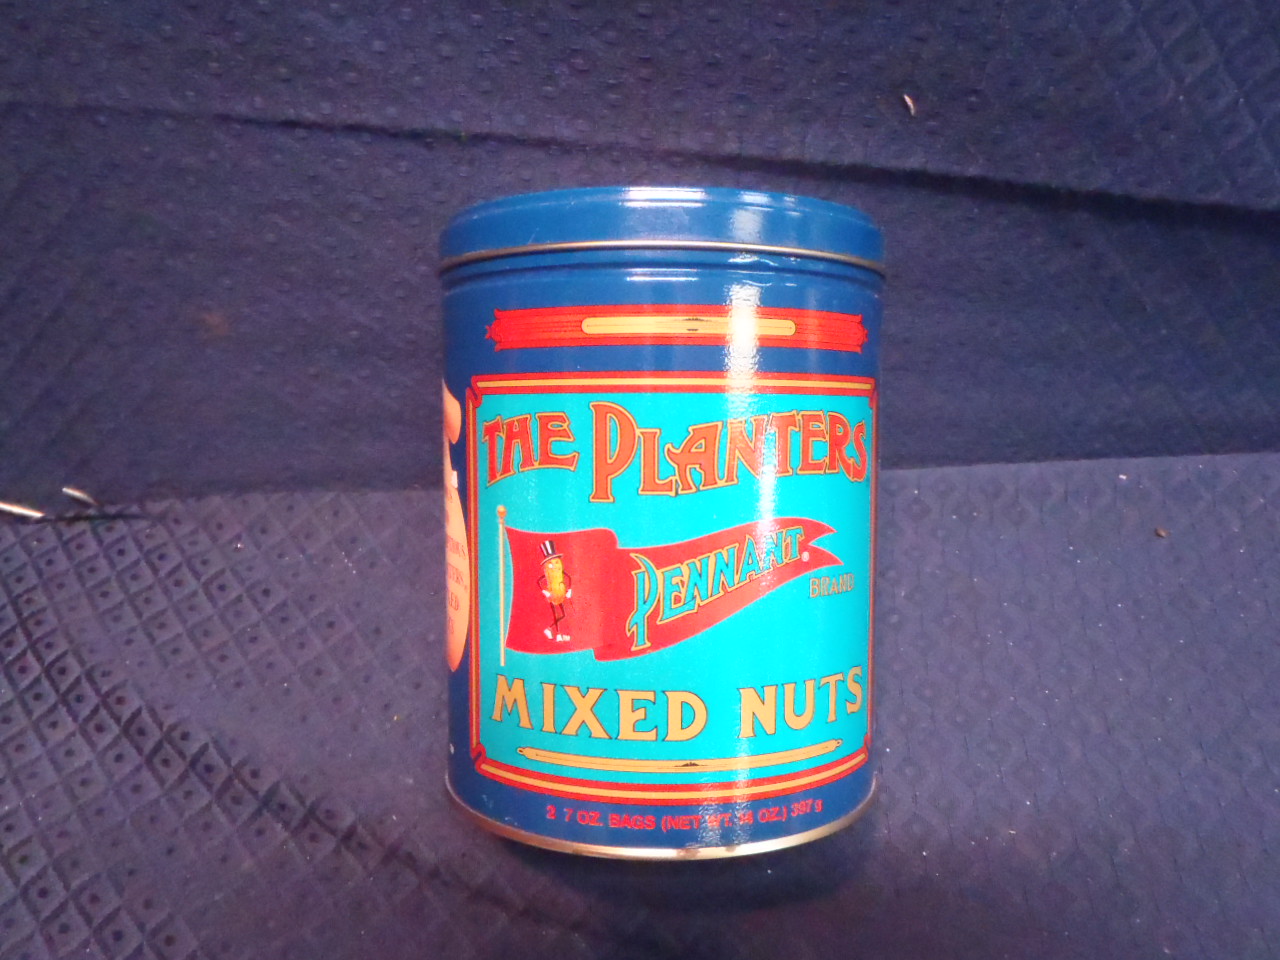 THE PLANTERS
PENNANT®
BRAND
MIXED NUTS
2 7 OZ. BAGS (NET WT. 14 OZ.) 397 g